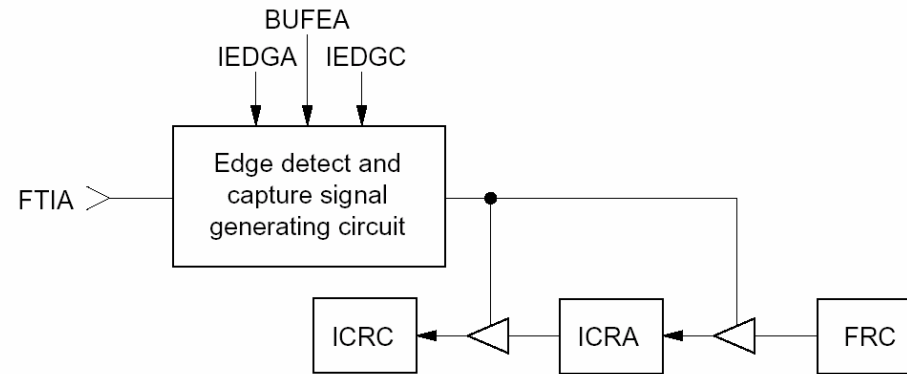 BUFEA
IEDGA
IEDGC
FTIA
Edge detect and
capture signal
generating circuit
ICRC
ICRA
FRC